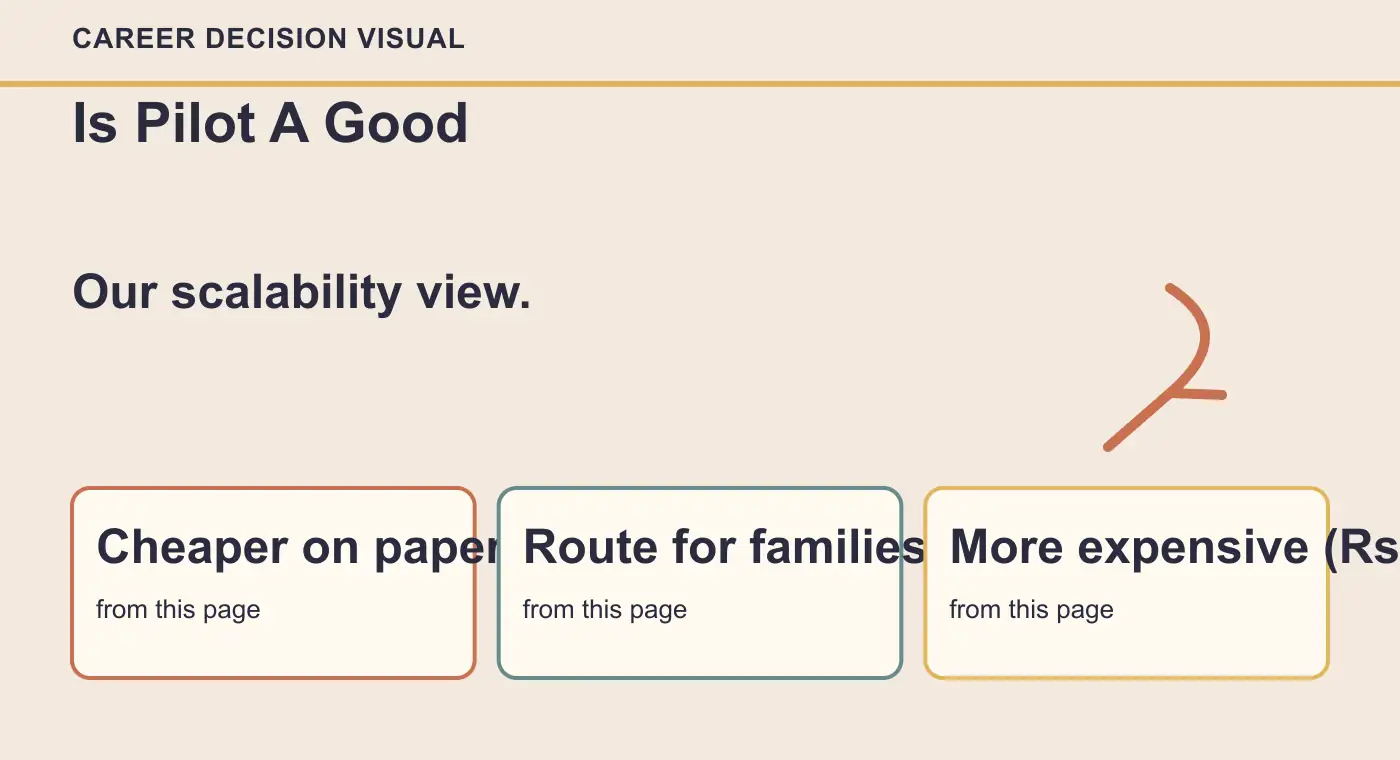 CAREER DECISION VISUAL
Is Pilot A Good
Our scalability view.
Cheaper on paper
from this page
Route for families
from this page
More expensive (Rs
from this page